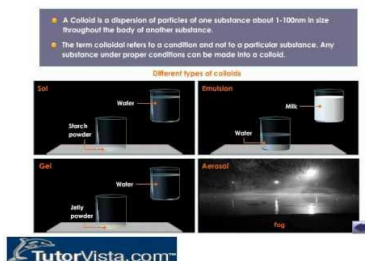 A Colloid is a dispersion of particles of one substance about 1-100nm in size
throughout the body of another substance.
The term colloidal refers to a condition and not to a particular substance. Any
substance under proper conditions can be made into a colloid.
Different types of colloids
Sol
Water
Starch
powder
Emulsion
Milk
Water
Gel
Water
Jelly
powder
Aerosol
Fog
TutorVista.com™